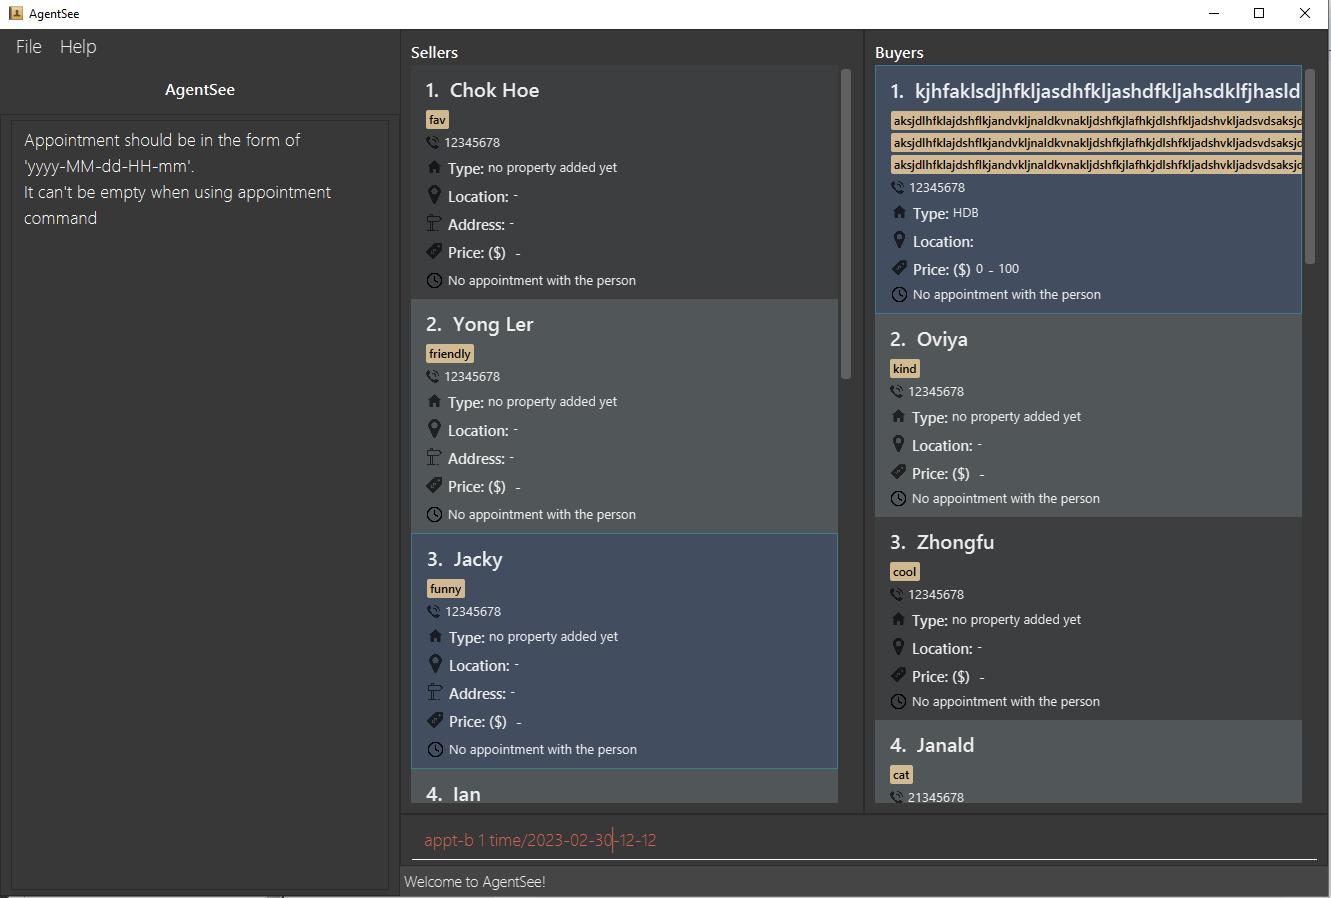 AgentSee
File Help
AgentSee
Appointment should be in the form of
'yyyy-MM-dd-HH-mm'.
It can't be empty when using appointment
command
Sellers
1. Chok Hoe
fav
12345678
Type: no property added yet
Location: -
Address: -
Price: ($) -
No appointment with the person
2. Yong Ler
friendly
12345678
Type: no property added yet
Location: -
Address: -
Price: ($) -
No appointment with the person
3. Jacky
funny
12345678
Type: no property added yet
Location: -
Address: -
Price: ($) -
No appointment with the person
4. Ian
Buyers
1. kjhfaklsdjhfkljasdhfkljashdfkljahsdklfjhasld
aksjdlhfklajdshflkjandvkljnaldkvnakljdshfkjlafhkjdlshfkljadshvkljadsvdsaksjd
aksjdlhfklajdshflkjandvkljnaldkvnakljdshfkjlafhkjdlshfkljadshvkljadsvdsaksjd
aksjdlhfklajdshflkjandvkljnaldkvnakljdshfkjlafhkjdlshfkljadshvkljadsvdsaksjd
12345678
Type: HDB
Location:
Price: ($) 0 - 100
No appointment with the person
2. Oviya
kind
12345678
Type: no property added yet
Location: -
Price: ($) -
No appointment with the person
3. Zhongfu
cool
12345678
Type: no property added yet
Location: -
Price: ($) -
No appointment with the person
4. Janald
cat
21345678
appt-b 1 time/2023-02-30-12-12
Welcome to AgentSee!